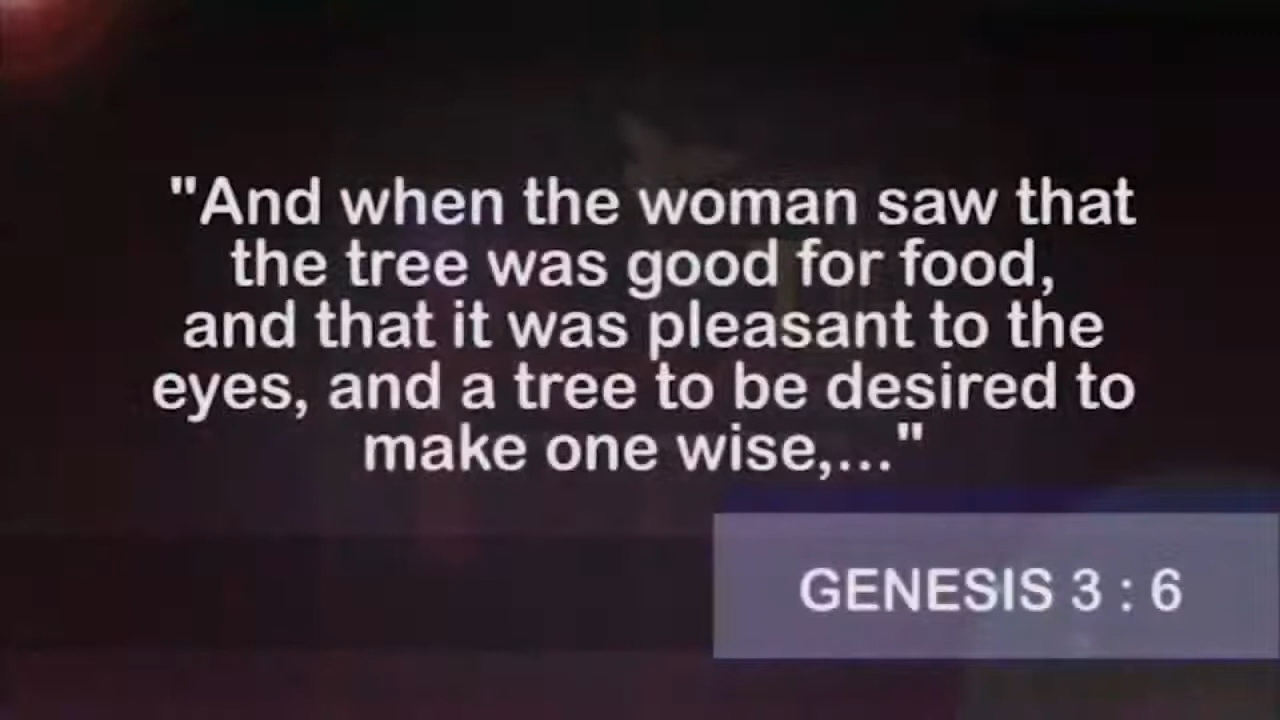 "And when the woman saw that
the tree was good for food,
and that it was pleasant to the
eyes, and a tree to be desired to
make one wise,..."
GENESIS 3 : 6